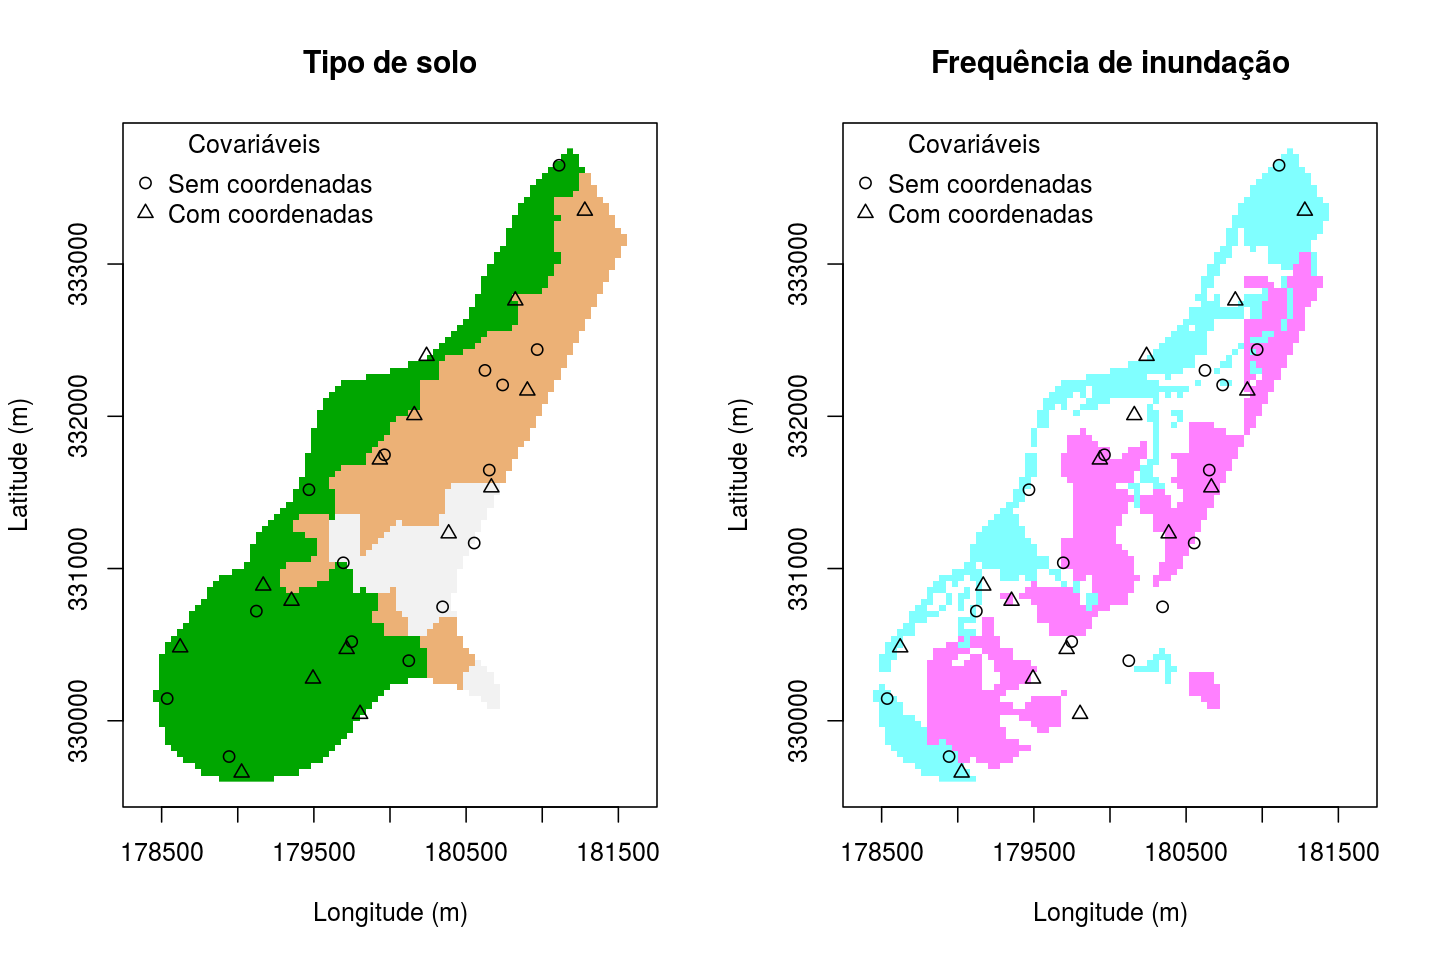 Tipo de solo
Covariáveis
Sem coordenadas
Com coordenadas
333000
332000
331000
330000
Latitude (m)
178500 179500 180500 181500
Longitude (m)
Frequência de inundação
Covariáveis
Sem coordenadas
Com coordenadas
333000
332000
331000
330000
Latitude (m)
178500 179500 180500 181500
Longitude (m)